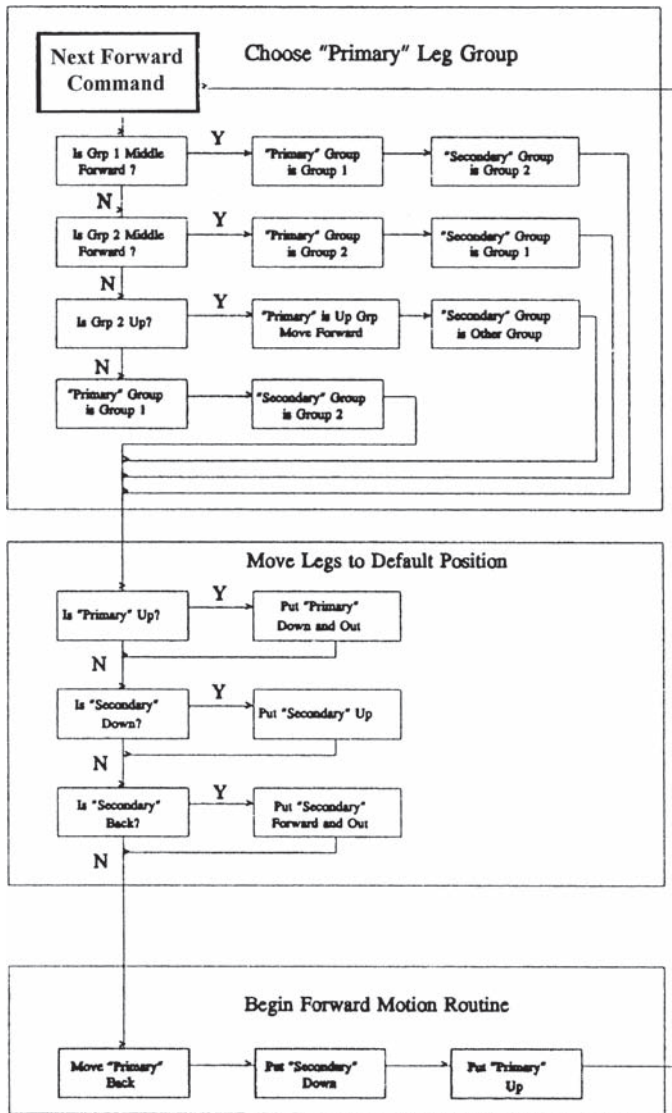 Next Forward
Command
Choose "Primary" Leg Group
Is Grp 1 Middle
Forward ?
Y
"Primary" Group
is Group 1
"Secondary" Group
is Group 2
N
Is Grp 2 Middle
Forward ?
Y
"Primary" Group
is Group 2
"Secondary" Group
is Group 1
N
Is Grp 2 Up?
Y
"Primary" is Up Grp
Move Forward
"Secondary" Group
is Other Group
N
"Primary" Group
is Group 1
"Secondary" Group
is Group 2
Move Legs to Default Position
Is "Primary" Up?
Y
Put "Primary"
Down and Out
N
Is "Secondary"
Down?
Y
Put "Secondary" Up
N
Is "Secondary"
Back?
Y
Put "Secondary"
Forward and Out
N
Begin Forward Motion Routine
Move "Primary"
Back
Put "Secondary"
Down
Put "Primary"
Up